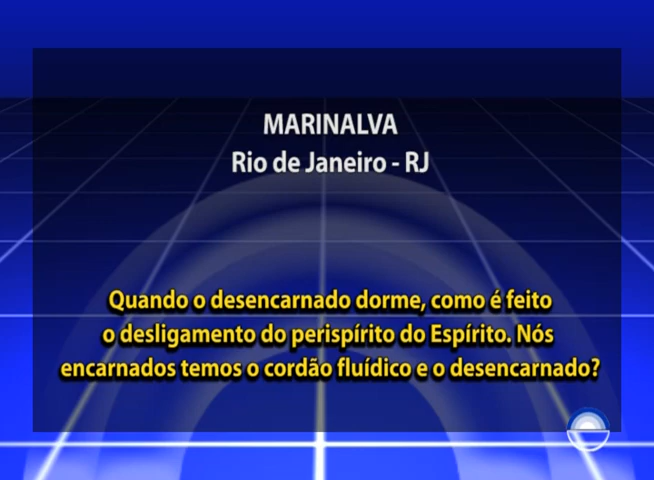 MARINALVA
Rio de Janeiro - RJ
Quando o desencarnado dorme, como é feito
o desligamento do perispírito do Espírito. Nós
encarnados temos o cordão fluídico e o desencarnado?